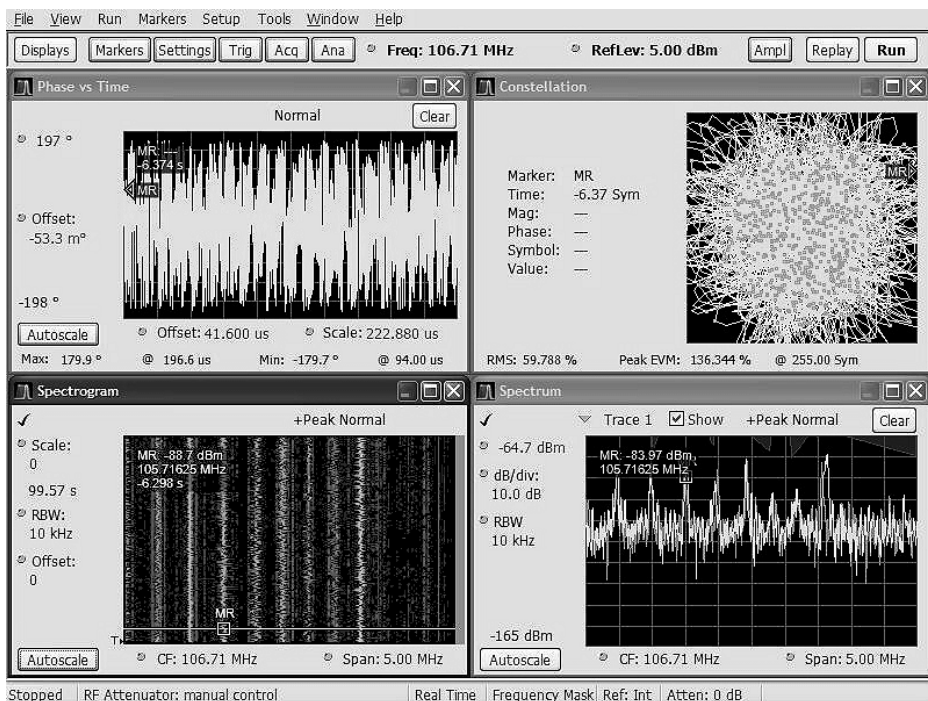 File View Run Markers Setup Tools Window Help
Displays Markers Settings Trig Acq Ana Freq: 106.71 MHz RefLev: 5.00 dBm Ampl Replay Run
Phase vs Time
Normal Clear
197 °
MR: ---
-6.374 s
MR
Offset:
-53.3 m°
-198 °
Autoscale Offset: 41.600 us Scale: 222.880 us
Max: 179.9 ° @ 196.6 us Min: -179.7 ° @ 94.00 us
Constellation
MR
Marker: MR
Time: -6.37 Sym
Mag: ---
Phase: ---
Symbol: ---
Value: ---
RMS: 59.788 % Peak EVM: 136.344 % @ 255.00 Sym
Spectrogram
+Peak Normal
Scale:
0
99.57 s
RBW:
10 kHz
Offset:
0
MR: -88.7 dBm
105.71625 MHz
-6.298 s
MR
T
Autoscale CF: 106.71 MHz Span: 5.00 MHz
Spectrum
Trace 1 Show +Peak Normal Clear
-64.7 dBm
dB/div:
10.0 dB
RBW
10 kHz
MR: -83.97 dBm
105.71625 MHz
-165 dBm
Autoscale CF: 106.71 MHz Span: 5.00 MHz
Stopped RF Attenuator: manual control Real Time Frequency Mask Ref: Int Atten: 0 dB